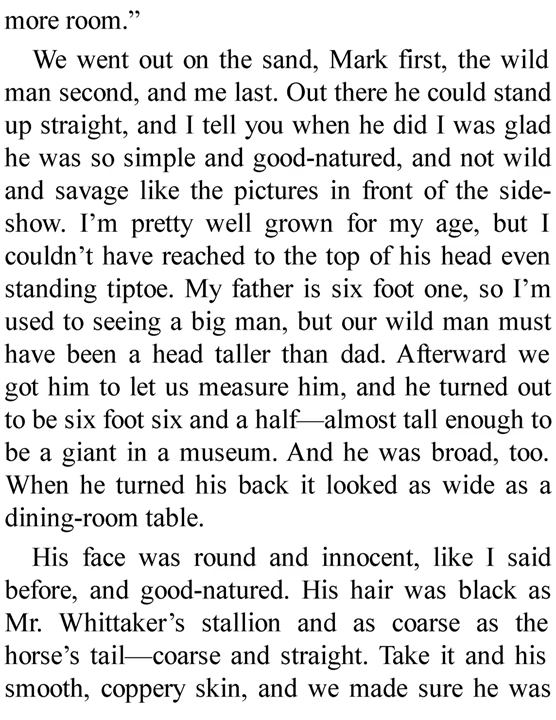 more room.”
We went out on the sand, Mark first, the wild
man second, and me last. Out there he could stand
up straight, and I tell you when he did I was glad
he was so simple and good-natured, and not wild
and savage like the pictures in front of the side-
show. I’m pretty well grown for my age, but I
couldn’t have reached to the top of his head even
standing tiptoe. My father is six foot one, so I’m
used to seeing a big man, but our wild man must
have been a head taller than dad. Afterward we
got him to let us measure him, and he turned out
to be six foot six and a half—almost tall enough to
be a giant in a museum. And he was broad, too.
When he turned his back it looked as wide as a
dining-room table.
His face was round and innocent, like I said
before, and good-natured. His hair was black as
Mr. Whittaker’s stallion and as coarse as the
horse’s tail—coarse and straight. Take it and his
smooth, coppery skin, and we made sure he was